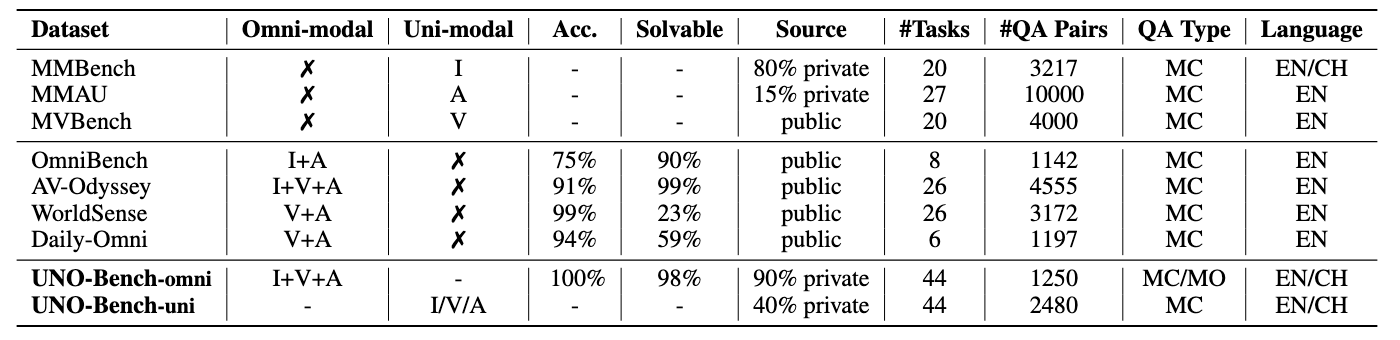 Dataset Omni-modal Uni-modal Acc. Solvable Source #Tasks #QA Pairs QA Type Language
MMBench ✗ I - - 80% private 20 3217 MC EN/CH
MMAU ✗ A - - 15% private 27 10000 MC EN
MVBench ✗ V - - public 20 4000 MC EN
OmniBench I+A ✗ 75% 90% public 8 1142 MC EN
AV-Odyssey I+V+A ✗ 91% 99% public 26 4555 MC EN
WorldSense V+A ✗ 99% 23% public 26 3172 MC EN
Daily-Omni V+A ✗ 94% 59% public 6 1197 MC EN
UNO-Bench-omni I+V+A - 100% 98% 90% private 44 1250 MC/MO EN/CH
UNO-Bench-uni - I/V/A - - 40% private 44 2480 MC EN/CH